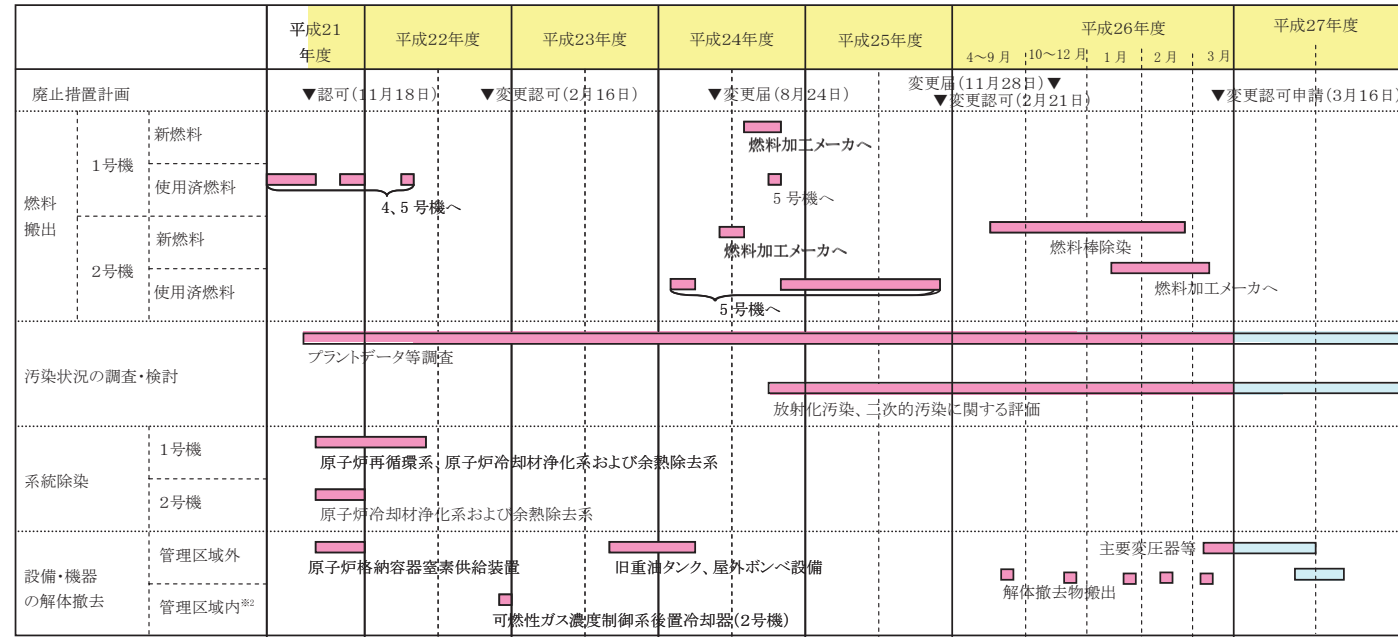 平成21
年度
平成22年度
平成23年度
平成24年度
平成25年度
平成26年度
4～9 月
10～12 月
1 月
2 月
3 月
平成27年度
廃止措置計画
▼認可(11月18日)
▼変更認可(2月16日)
▼変更届(8月24日)
変更届(11月28日)▼
▼変更認可(2月21日)
▼変更認可申請(3月16日)
燃料
搬出
1号機
新燃料
燃料加工メーカへ
使用済燃料
4、5 号機へ
5 号機へ
2号機
新燃料
燃料加工メーカへ
燃料棒除染
燃料加工メーカへ
使用済燃料
5 号機へ
汚染状況の調査・検討
プラントデータ等調査
放射化汚染、二次的汚染に関する評価
系統除染
1号機
原子炉再循環系、原子炉冷却材浄化系および余熱除去系
2号機
原子炉冷却材浄化系および余熱除去系
設備・機器
の解体撤去
管理区域外
原子炉格納容器窒素供給装置
旧重油タンク、屋外ボンベ設備
主要変圧器等
解体撤去物搬出
管理区域内※2
可燃性ガス濃度制御系後置冷却器(2号機)